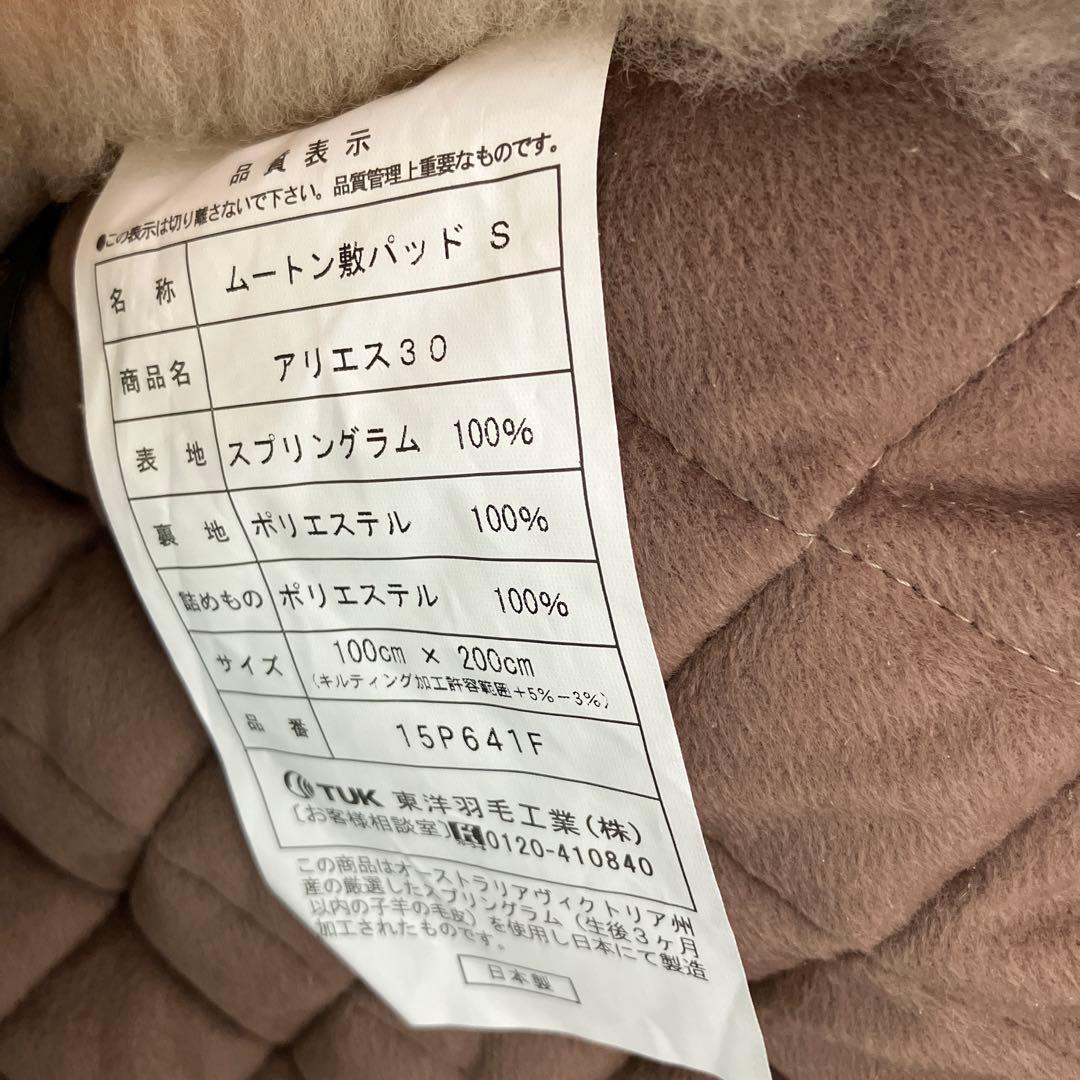 品質表示
●この表示は切り離さないで下さい。品質管理上重要なものです。
名称 ムートン敷パッド S
商品名 アリエス30
表地 スプリングラム 100%
裏地 ポリエステル 100%
詰めもの ポリエステル 100%
サイズ 100cm × 200cm
(キルティング加工許容範囲+5%-3%)
品番 15P641F
TUK 東洋羽毛工業(株)
[お客様相談室] 0120-410840
この商品はオーストラリアヴィクトリア州
産の厳選したスプリングラム(生後3ヶ月
以内の子羊の毛皮)を使用し日本にて製造
加工されたものです。
日本製